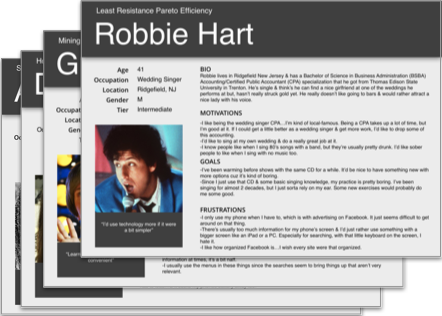 Least Resistance Pareto Efficiency
Robbie Hart
Age 41
Occupation Wedding Singer
Location Ridgefield, NJ
Gender M
Tier Intermediate
"I'd use technology more if it were
a bit simpler"
BIO
Robbie lives in Ridgefield New Jersey & has a Bachelor of Science in Business Administration (BSBA)
Accounting/Certified Public Accountant (CPA) specialization that he got from Thomas Edison State
University in Trenton. He's single & think's he can find a nice girlfriend at one of the weddings he
performs at but, hasn't really struck gold yet. He really doesn't like going to bars & would rather attract a
nice lady with his voice.
MOTIVATIONS
-I like being the wedding singer CPA...I'm kind of local-famous. Being a CPA takes up a lot of time, but
I'm good at it. If I could get a little better as a wedding singer & get more work, I'd like to drop some of
this accounting.
-I'd like to sing at my own wedding & do a really great job at it.
-I know people like when I sing 80's songs with a band, but they're usually pretty drunk. I'd like sober
people to like when I sing with no music too.
GOALS
-I've been warming before shows with the same CD for a while. It'd be nice to have something new with
more options cut it's kind of boring.
-Since I just use that CD & some basic singing knowledge, my practice is pretty boring. I've been
singing for almost 2 decades, but I just sorta rely on my ear. Some new exercises would probably do
me some good.
FRUSTRATIONS
-I only use my phone when I have to, which is with advertising on Facebook. It just seems difficult to get
around on that thing.
-There's usually too much information for my phone's screen & I'd just rather use something with a
bigger screen like an iPad or a PC. Especially for searching, with that little keyboard on the screen, I
hate it.
-I like how organized Facebook is...I wish every site were organized.
Mining
G
-I usually use the menus in these things since the searches seem to bring up that aren't very
relevant.